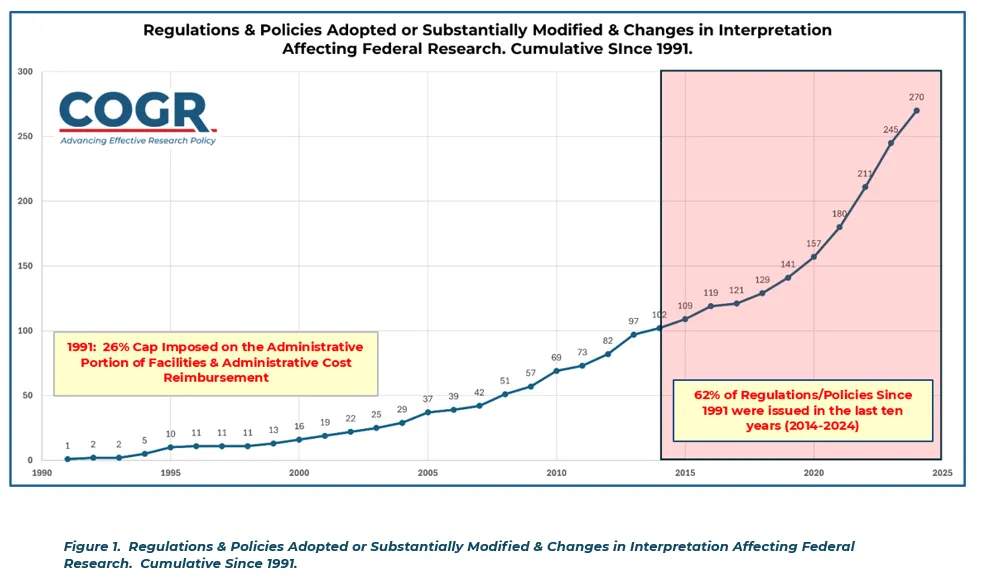 Regulations & Policies Adopted or Substantially Modified & Changes in Interpretation
Affecting Federal Research. Cumulative SInce 1991.
300
250
200
150
100
50
0
COGR
Advancing Effective Research Policy
1991: 26% Cap Imposed on the Administrative
Portion of Facilities & Administrative Cost
Reimbursement
62% of Regulations/Policies Since
1991 were issued in the last ten
years (2014-2024)
1 2 2 5 10 11 11 11 13 16 19 22 25 29 37 39 42 51 57 69 73 82 97 102 109 119 121 129 141 157 180 211 245 270
1990 1995 2000 2005 2010 2015 2020 2025
Figure 1. Regulations & Policies Adopted or Substantially Modified & Changes in Interpretation Affecting Federal
Research. Cumulative Since 1991.